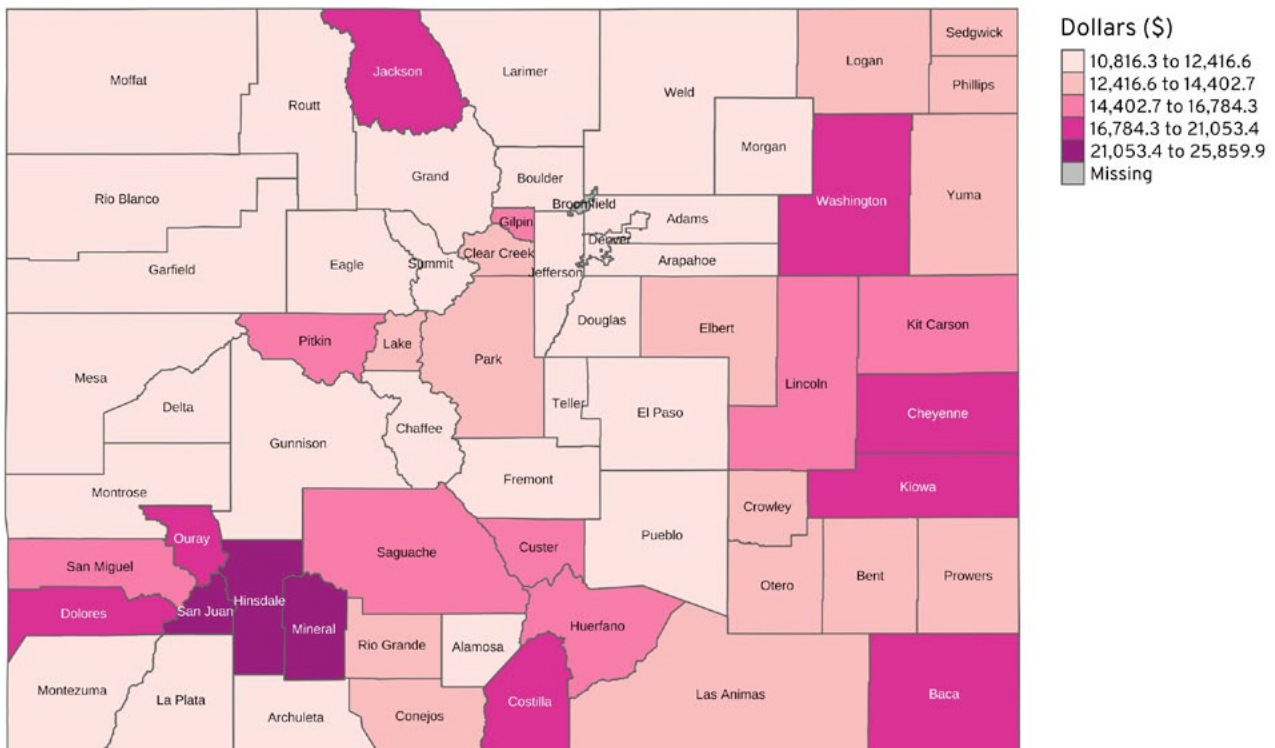 Dollars ($)
10,816.3 to 12,416.6
12,416.6 to 14,402.7
14,402.7 to 16,784.3
16,784.3 to 21,053.4
21,053.4 to 25,859.9
Missing
Moffat
Routt
Jackson
Larimer
Weld
Logan
Sedgwick
Phillips
Rio Blanco
Grand
Boulder
Morgan
Washington
Yuma
Broomfield
Gilpin
Adams
Denver
Clear Creek
Garfield
Eagle
Summit
Jefferson
Arapahoe
Pitkin
Lake
Park
Douglas
Elbert
Kit Carson
Mesa
Delta
Lincoln
Teller
El Paso
Cheyenne
Gunnison
Chaffee
Fremont
Montrose
Kiowa
Crowley
Pueblo
Ouray
Saguache
Custer
San Miguel
Otero
Bent
Prowers
Dolores
San Juan
Hinsdale
Mineral
Huerfano
Rio Grande
Alamosa
Montezuma
La Plata
Archuleta
Conejos
Costilla
Las Animas
Baca